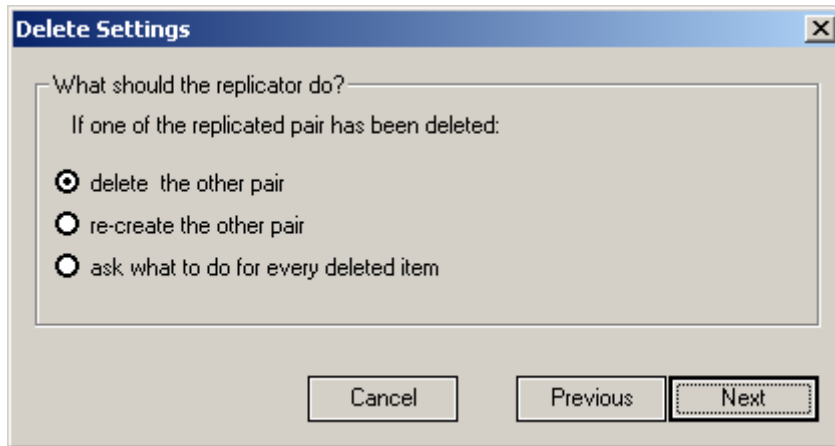 Delete Settings
What should the replicator do?
If one of the replicated pair has been deleted:
delete  the other pair
re-create the other pair
ask what to do for every deleted item
Cancel Previous Next